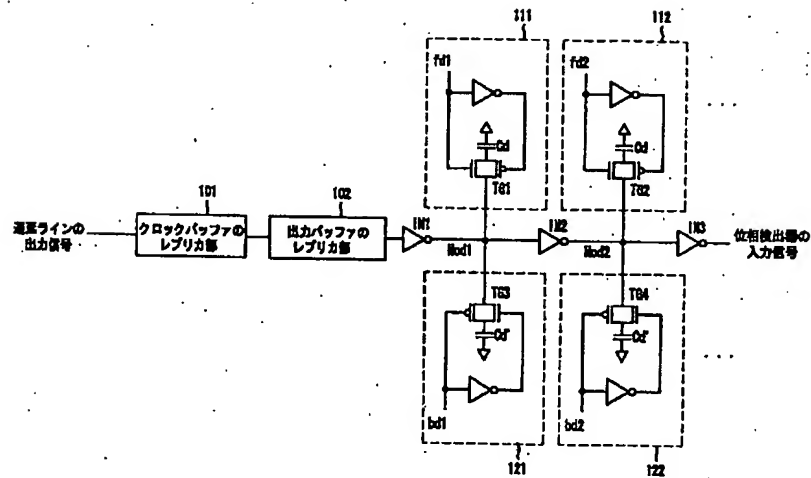 111
112
fd1
fd2
Cd
Cd
TG1
TG2
遅延ラインの
出力信号
101
クロックバッファの
レプリカ部
102
出力バッファの
レプリカ部
IN1
Nod1
IN2
Nod2
IN3
位相検出器の
入力信号
TG3
TG4
Cd'
Cd'
bd1
bd2
121
122